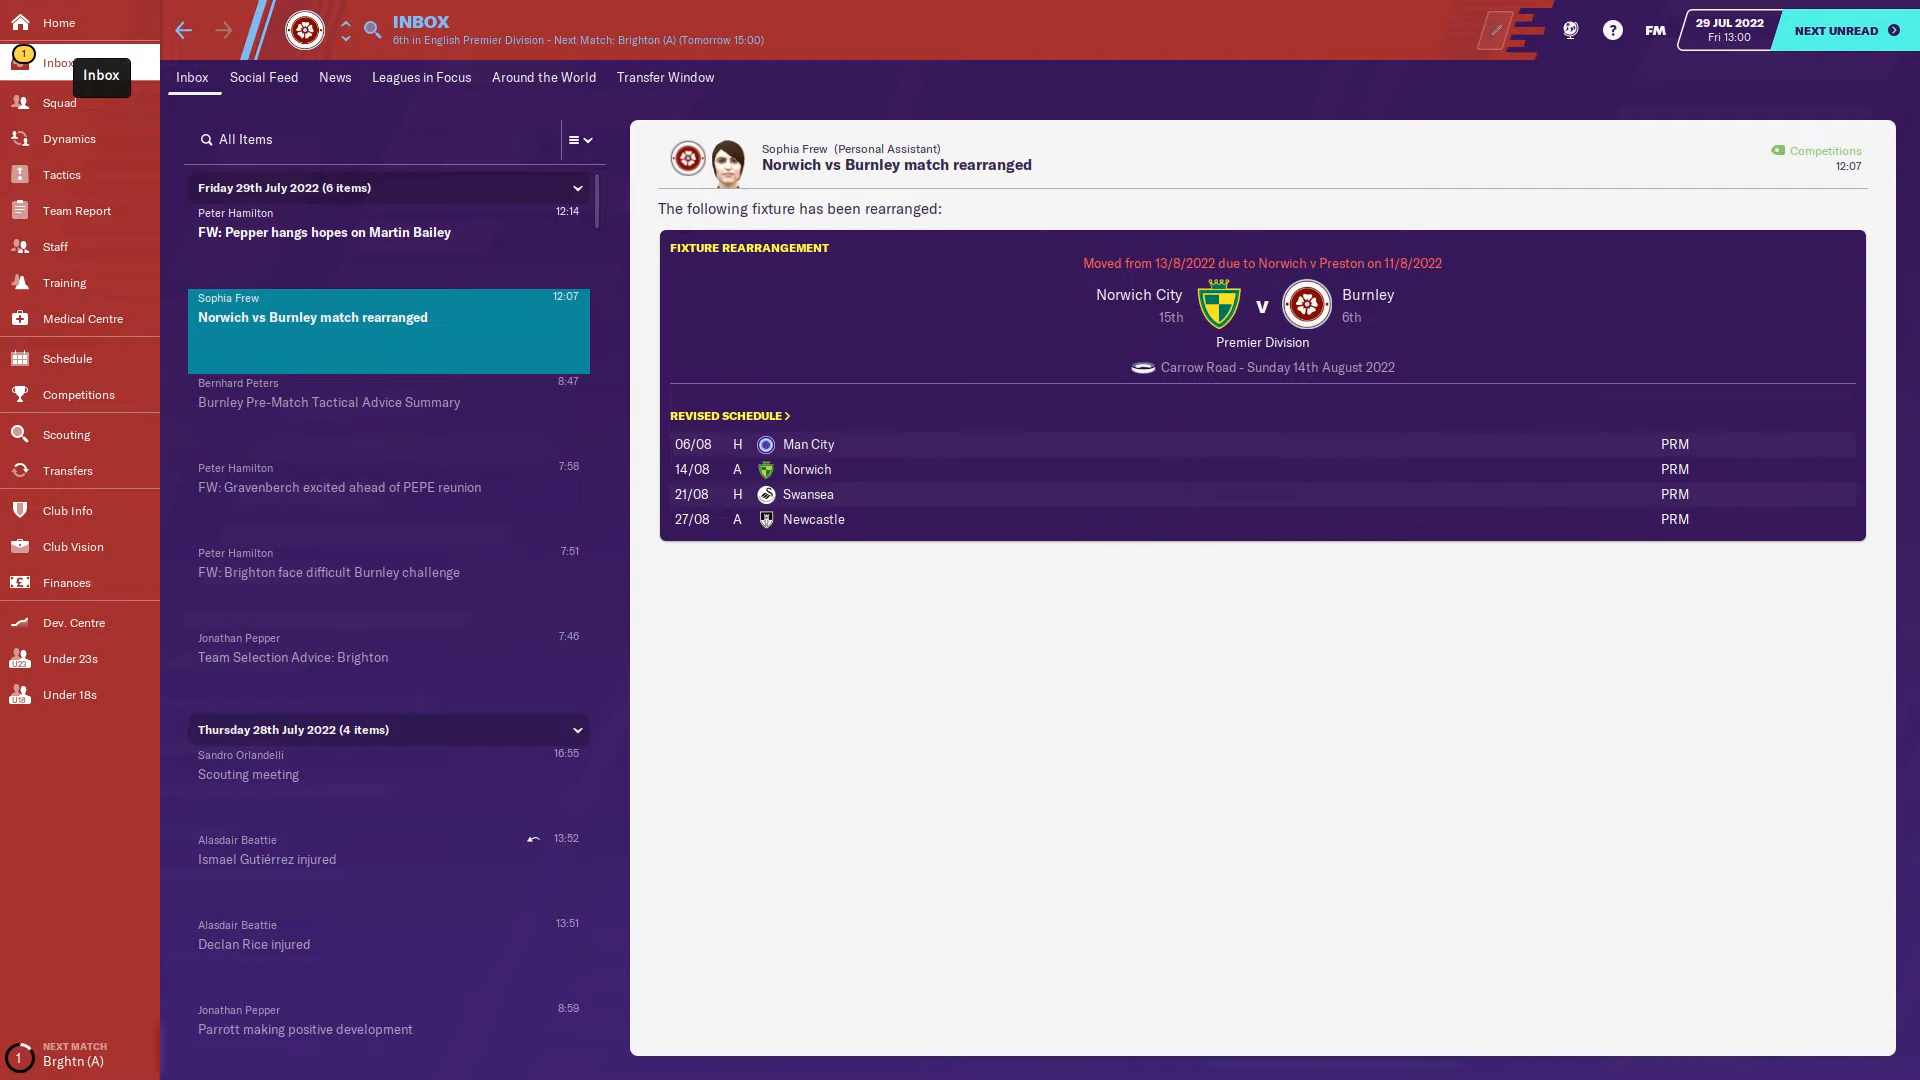 Home
1
Inbox
Inbox
Squad
Dynamics
Tactics
Team Report
Staff
Training
Medical Centre
Schedule
Competitions
Scouting
Transfers
Club Info
Club Vision
Finances
Dev. Centre
U23
Under 23s
U18
Under 18s
1
NEXT MATCH
Brghtn (A)
INBOX
6th in English Premier Division - Next Match: Brighton (A) (Tomorrow 15:00)
?
FM
29 JUL 2022
Fri 13:00
NEXT UNREAD
Inbox
Social Feed
News
Leagues in Focus
Around the World
Transfer Window
All Items
Friday 29th July 2022 (6 items)
Peter Hamilton 12:14
FW: Pepper hangs hopes on Martin Bailey
Sophia Frew 12:07
Norwich vs Burnley match rearranged
Bernhard Peters 8:47
Burnley Pre-Match Tactical Advice Summary
Peter Hamilton 7:58
FW: Gravenberch excited ahead of PEPE reunion
Peter Hamilton 7:51
FW: Brighton face difficult Burnley challenge
Jonathan Pepper 7:46
Team Selection Advice: Brighton
Thursday 28th July 2022 (4 items)
Sandro Orlandelli 16:55
Scouting meeting
Alasdair Beattie 13:52
Ismael Gutiérrez injured
Alasdair Beattie 13:51
Declan Rice injured
Jonathan Pepper 8:59
Parrott making positive development
Sophia Frew (Personal Assistant)
Norwich vs Burnley match rearranged
Competitions
12:07
The following fixture has been rearranged:
FIXTURE REARRANGEMENT
Moved from 13/8/2022 due to Norwich v Preston on 11/8/2022
Norwich City v Burnley
15th 6th
Premier Division
Carrow Road - Sunday 14th August 2022
REVISED SCHEDULE >
06/08 H Man City PRM
14/08 A Norwich PRM
21/08 H Swansea PRM
27/08 A Newcastle PRM